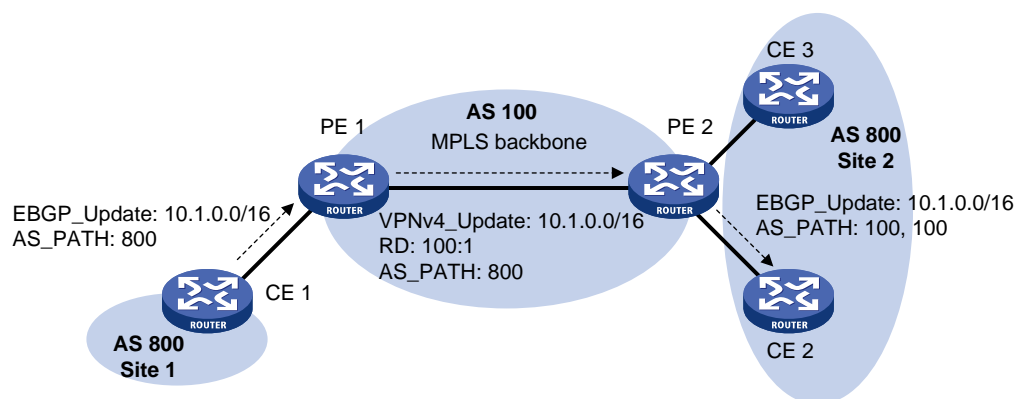 CE 3
ROUTER
AS 100
MPLS backbone
PE 1
PE 2
ROUTER
ROUTER
AS 800
Site 2
EBGP_Update: 10.1.0.0/16
AS_PATH: 800
VPNv4_Update: 10.1.0.0/16
RD: 100:1
AS_PATH: 800
EBGP_Update: 10.1.0.0/16
AS_PATH: 100, 100
CE 1
ROUTER
AS 800
Site 1
ROUTER
CE 2